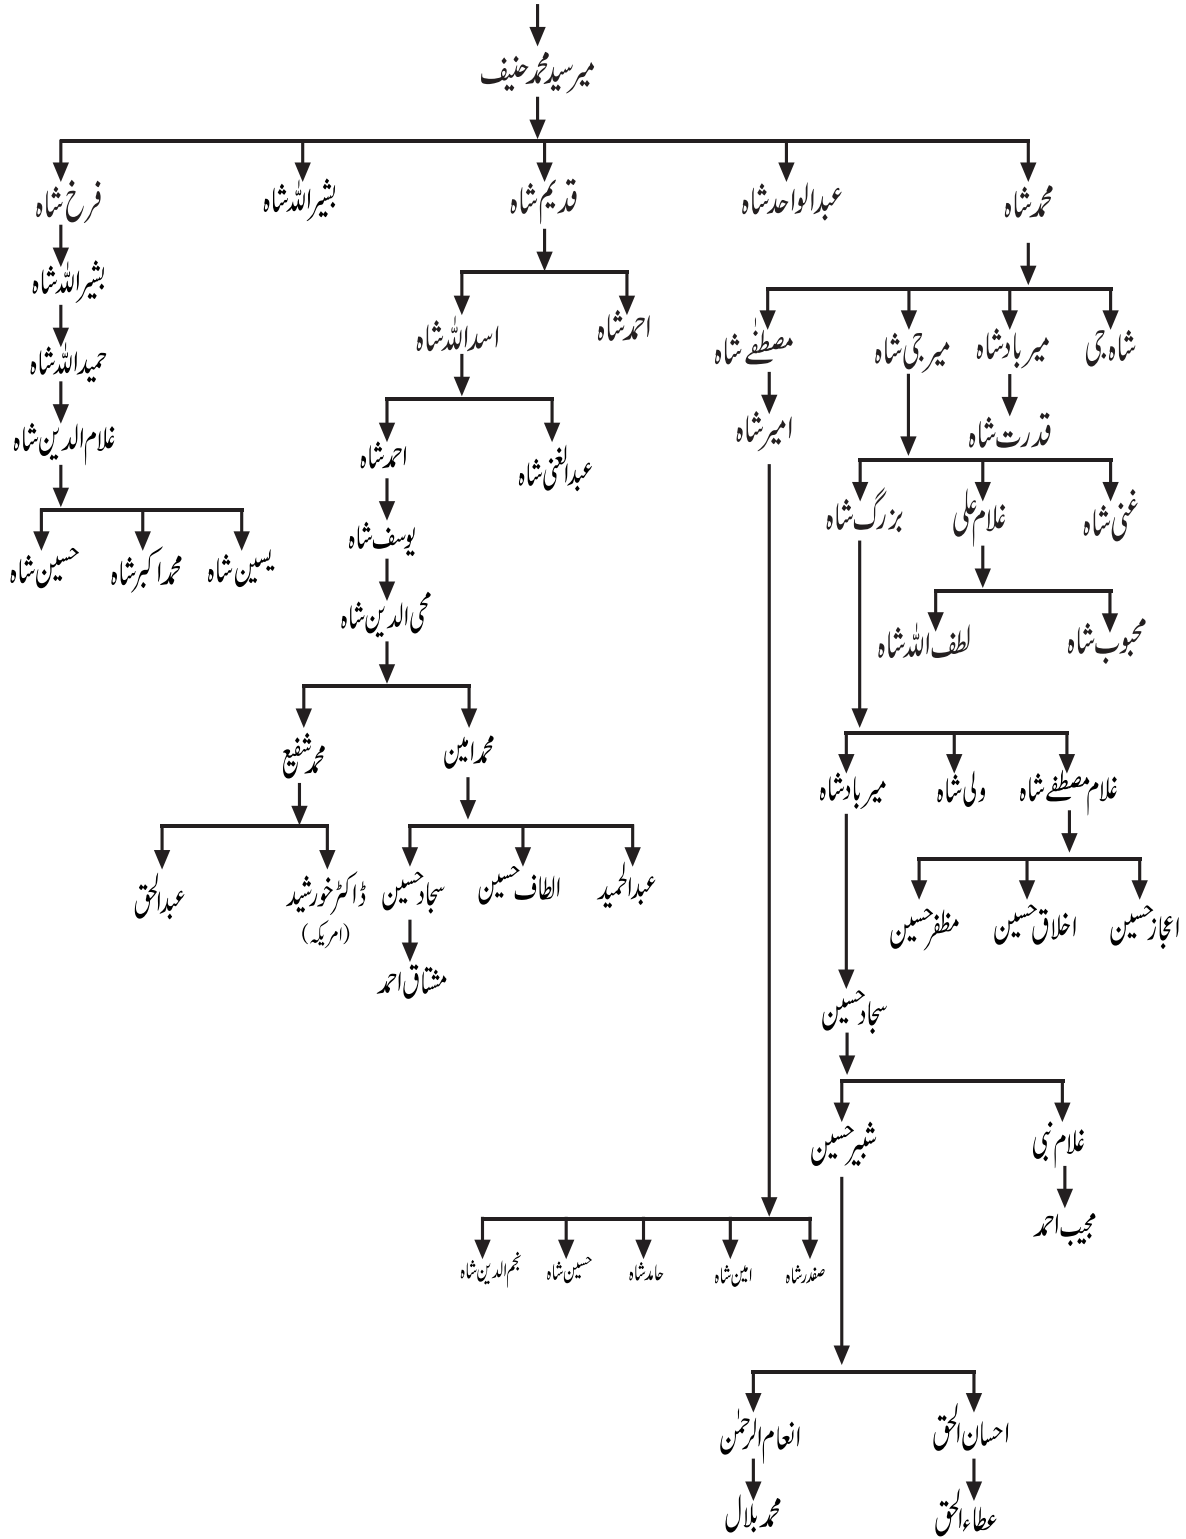 میر سید محمد حنیف
محمد شاہ
عبدالواحد شاہ
قدیم شاہ
بشیر اللہ شاہ
فرخ شاہ
بشیر اللہ شاہ
احمد شاہ
اسد اللہ شاہ
شاہ جی
میر باد شاہ
میر جی شاہ
مصطفٰے شاہ
حمید اللہ شاہ
قدرت شاہ
امیر شاہ
غلام الدین شاہ
عبدالغنی شاہ
احمد شاہ
غنی شاہ
غلام علی
بزرگ شاہ
یوسف شاہ
یسین شاہ
محمد اکبر شاہ
حسین شاہ
محی الدین شاہ
محبوب شاہ
لطف اللہ شاہ
محمد امین
محمد شفیع
غلام مصطفٰے شاہ
ولی شاہ
میر باد شاہ
عبدالحمید
الطاف حسین
سجاد حسین
ڈاکٹر خورشید
(امریکہ)
عبدالحق
اعجاز حسین
اخلاق حسین
مظفر حسین
مشتاق احمد
سجاد حسین
غلام نبی
شبیر حسین
مجیب احمد
صفدر شاہ
امین شاہ
حامد شاہ
حسین شاہ
نجم الدین شاہ
احسان الحق
انعام الرحمٰن
عطاء الحق
محمد بلال